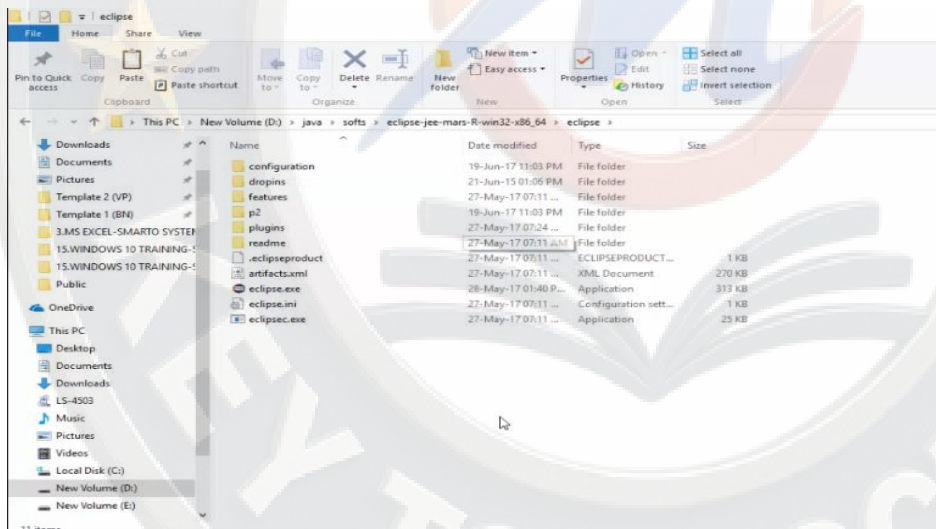 eclipse
File Home Share View
Pin to Quick access
Copy
Paste
Cut
Copy path
Paste shortcut
Move to
Copy to
Delete
Rename
New folder
New item
Easy access
Properties
Open
Edit
History
Select all
Select none
Invert selection
Clipboard Organize New Open Select
This PC > New Volume (D:) > java > softs > eclipse-jee-mars-R-win32-x86_64 > eclipse >
Downloads
Documents
Pictures
Template 2 (VP)
Template 1 (BN)
3.MS EXCEL-SMARTO SYSTEM
15.WINDOWS 10 TRAINING-
15.WINDOWS 10 TRAINING-
Public
OneDrive
This PC
Desktop
Documents
Downloads
LS-4503
Music
Pictures
Videos
Local Disk (C:)
New Volume (D:)
New Volume (E:)
Name Date modified Type Size
configuration 19-Jun-17 11:03 PM File folder
dropins 21-Jun-15 01:06 PM File folder
features 27-May-17 07:11 ... File folder
p2 19-Jun-17 11:03 PM File folder
plugins 27-May-17 07:24 ... File folder
readme 27-May-17 07:11 AM File folder
.eclipseproduct 27-May-17 07:11 ... ECLIPSEPRODUCT... 1 KB
artifacts.xml 27-May-17 07:11 ... XML Document 270 KB
eclipse.exe 28-May-17 01:40 P... Application 313 KB
eclipse.ini 27-May-17 07:11 ... Configuration sett... 1 KB
eclipsec.exe 27-May-17 07:11 ... Application 25 KB
11 items